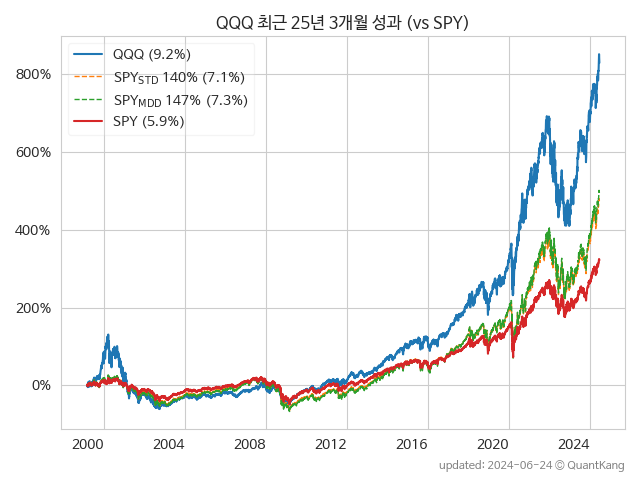 QQQ 최근 25년 3개월 성과 (vs SPY)
QQQ (9.2%)
SPY_STD 140% (7.1%)
SPY_MDD 147% (7.3%)
SPY (5.9%)
800%
600%
400%
200%
0%
2000 2004 2008 2012 2016 2020 2024
updated: 2024-06-24 © QuantKang